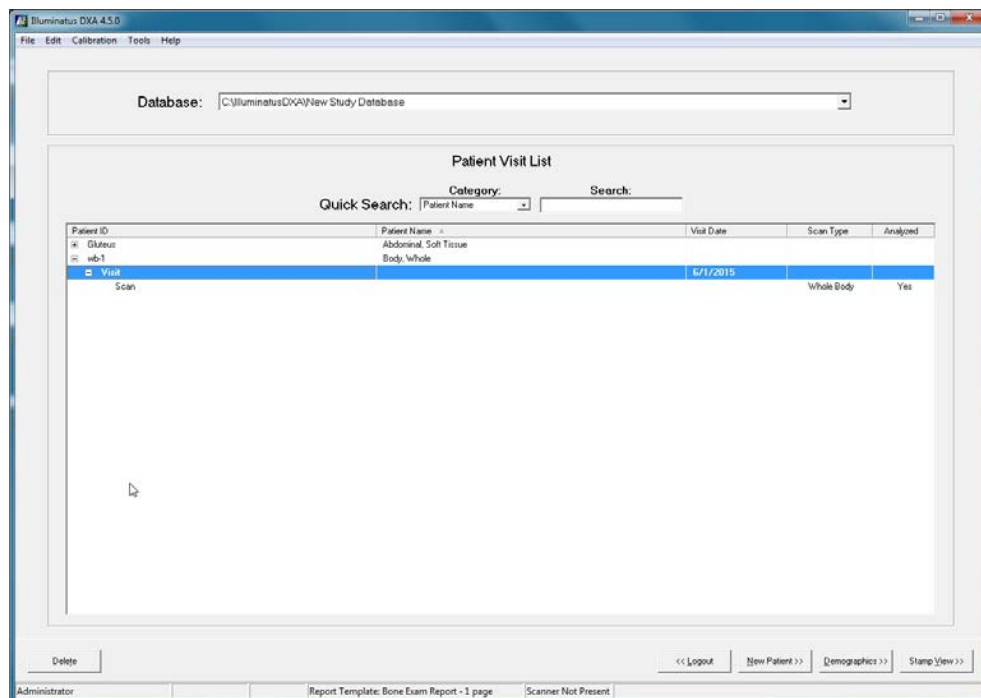 Illuminatus DXA 4.5.0
File Edit Calibration Tools Help
Database: C:\IlluminatusDXA\New Study Database
Patient Visit List
Category: Search:
Quick Search: Patient Name
Patient ID Patient Name Visit Date Scan Type Analyzed
Gluteus Abdominal, Soft Tissue
wb-1 Body, Whole
Visit 6/1/2015
Scan Whole Body Yes
Delete << Logout New Patient >> Demographics >> Stamp View >>
Administrator Report Template: Bone Exam Report - 1 page Scanner Not Present